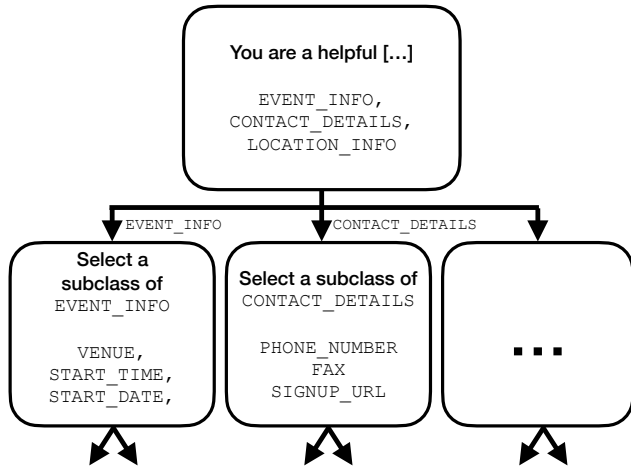 You are a helpful [...]
EVENT_INFO,
CONTACT_DETAILS,
LOCATION_INFO
EVENT_INFO
CONTACT_DETAILS
Select a
subclass of
EVENT_INFO
VENUE,
START_TIME,
START_DATE,
Select a subclass of
CONTACT_DETAILS
PHONE_NUMBER
FAX
SIGNUP_URL
...